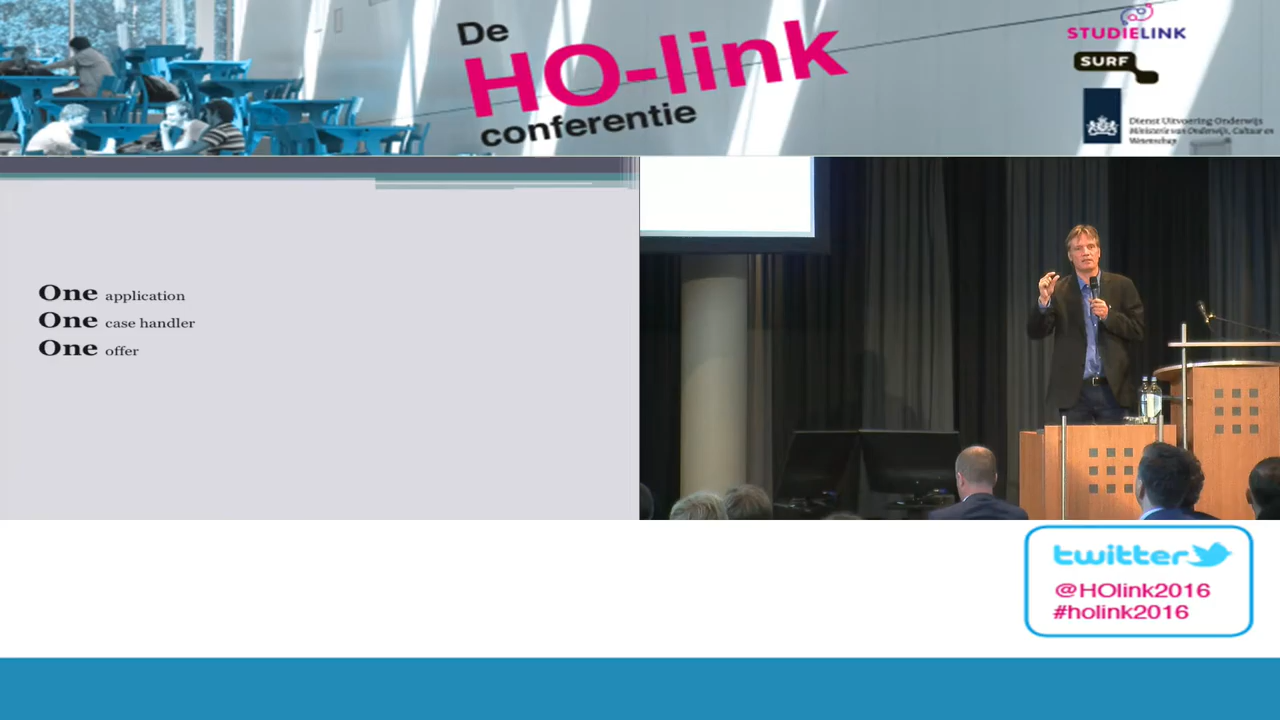 De
HO-link
conferentie
STUDIELINK
SURF
Dienst Uitvoering Onderwijs
Ministerie van Onderwijs, Cultuur en
Wetenschap
One application
One case handler
One offer
twitter
@HOlink2016
#holink2016